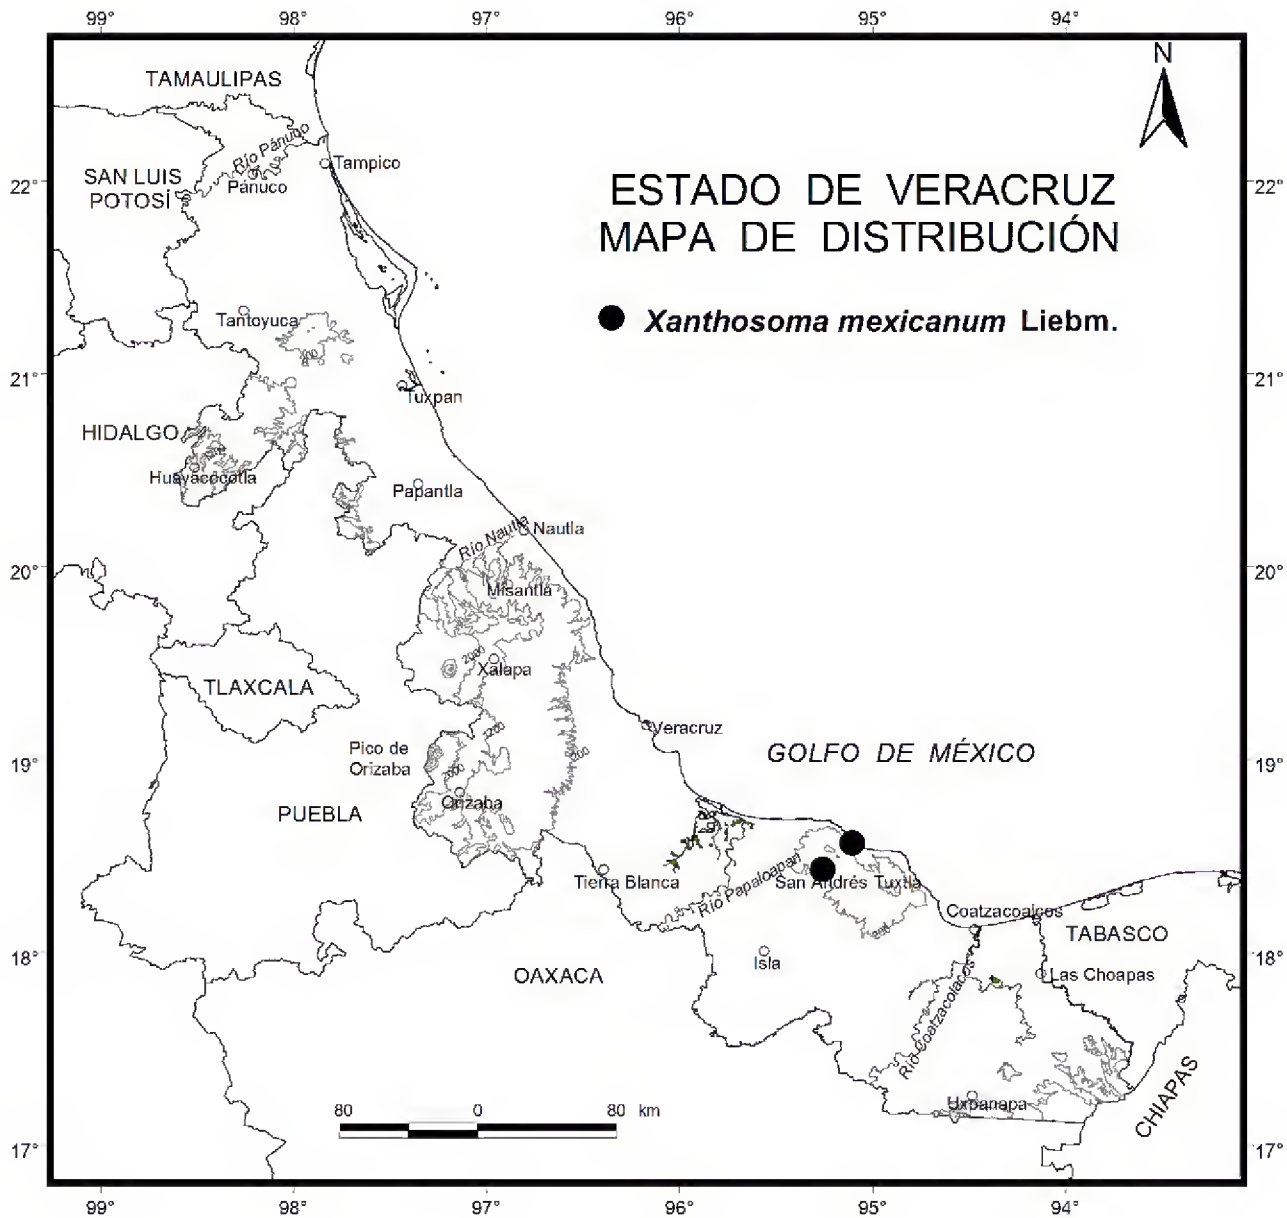 99° 98° 97° 96° 95° 94°
N
TAMAULIPAS
Río Pánuco
Tampico
SAN LUIS
POTOSÍ
Pánuco
22° 22°
ESTADO DE VERACRUZ
MAPA DE DISTRIBUCIÓN
Xanthosoma mexicanum Liebm.
Tantoyuca
21° 21°
Tuxpan
HIDALGO
Huayacocotla
Papantla
Río Nautla
Nautla
20° 20°
Misantla
2000
Xalapa
TLAXCALA
1200
Veracruz
Pico de
Orizaba
GOLFO DE MÉXICO
19° 19°
Orizaba
PUEBLA
Tierra Blanca
Río Papaloapan
San Andrés Tuxtla
Coatzacoalcos
TABASCO
18° 18°
Isla
OAXACA
Las Choapas
Río Coatzacolacos
Uxpanapa
CHIAPAS
80 0 80 km
17° 17°
99° 98° 97° 96° 95° 94°